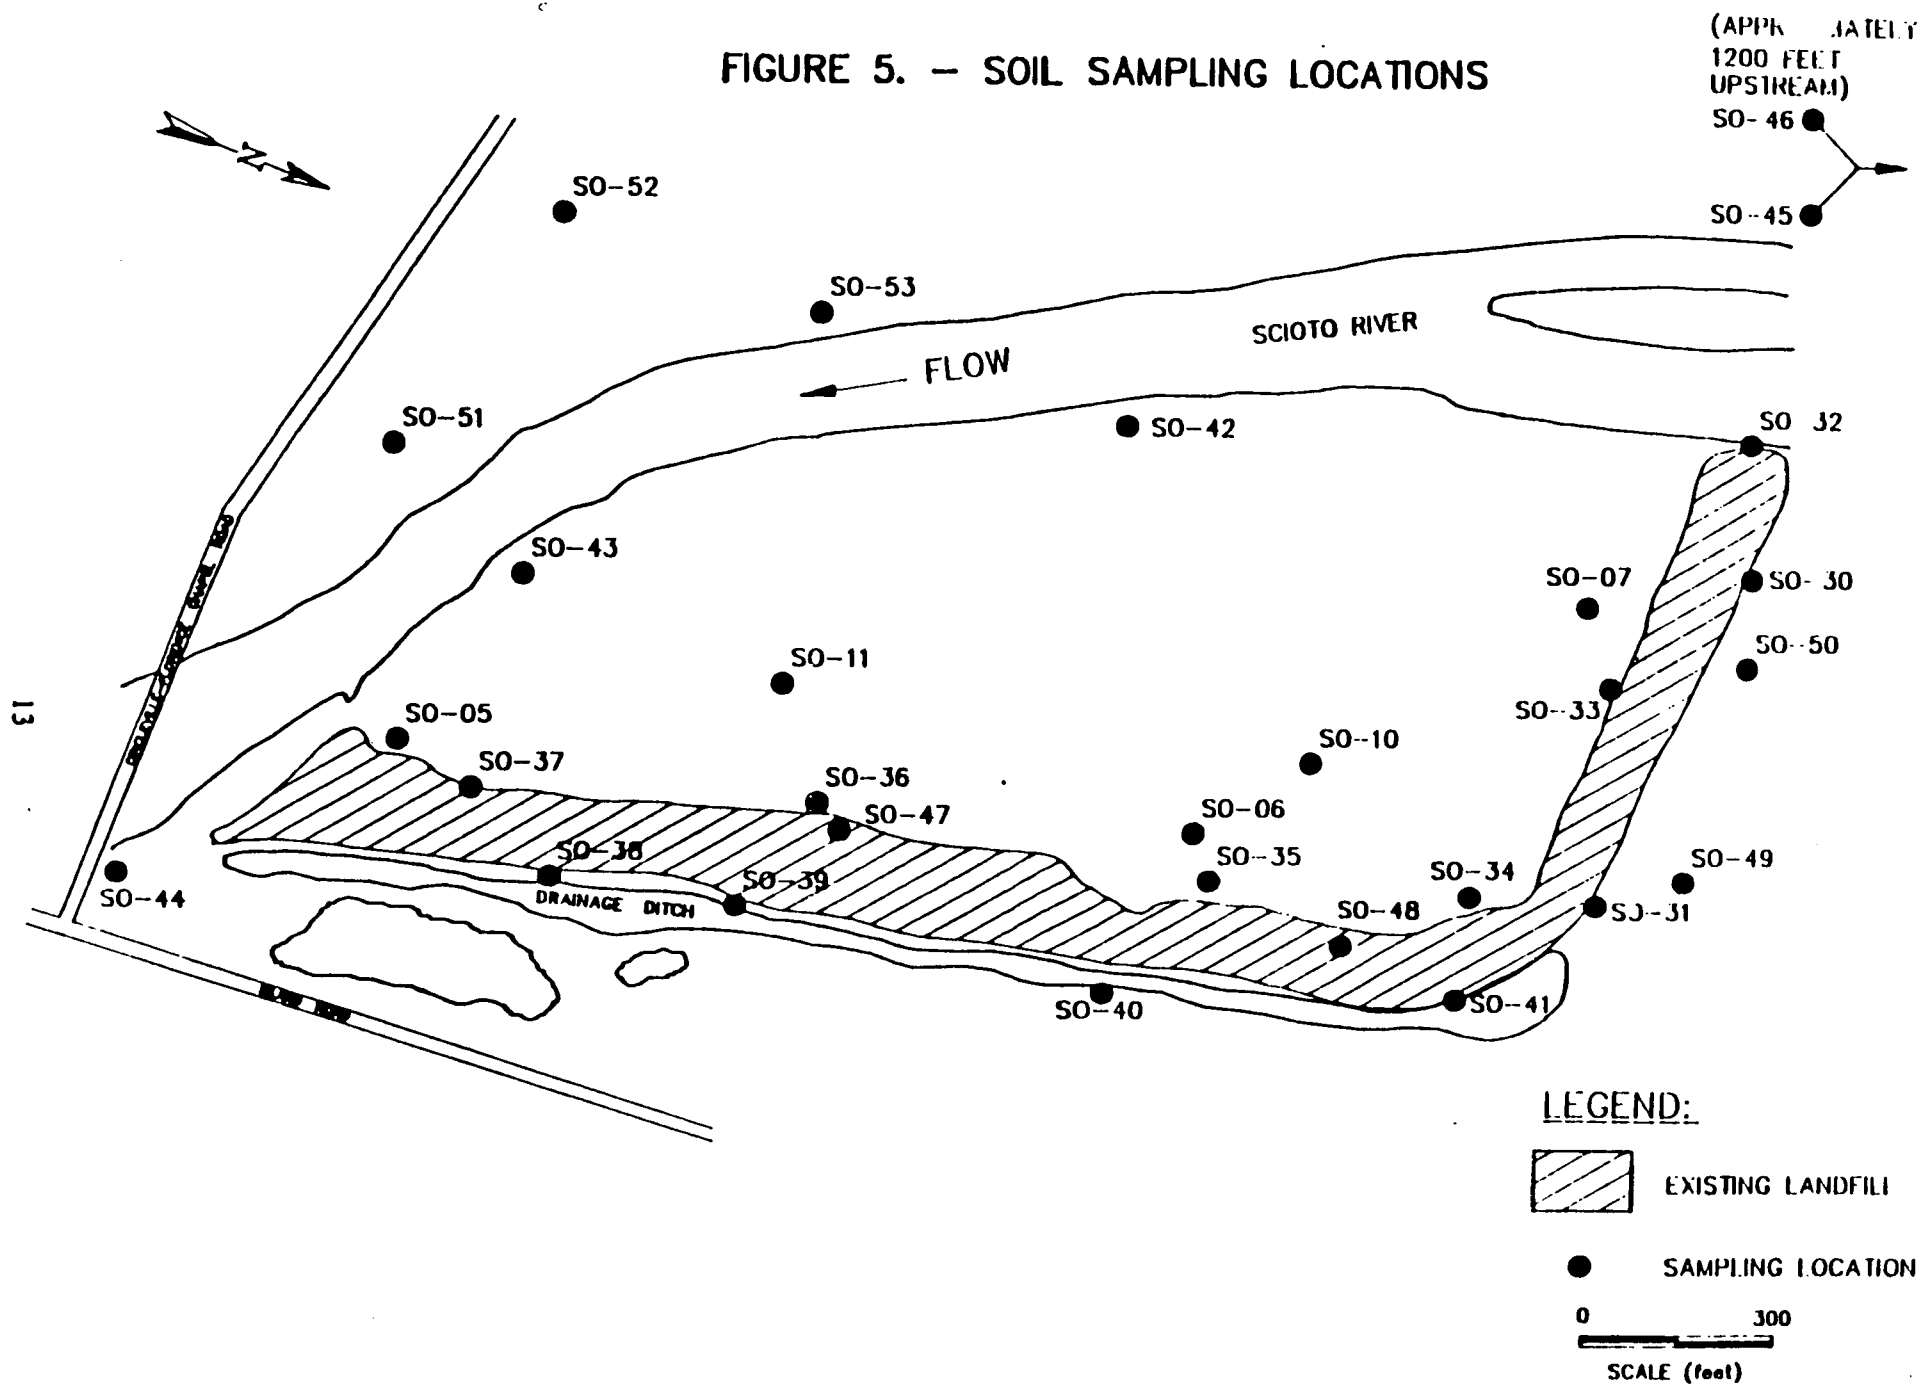 FIGURE 5. – SOIL SAMPLING LOCATIONS
1200 FEET
UPSTREAM)
SO-46
SO-45
N
SO-52
SO-53
SCIOTO RIVER
FLOW
SO-51
SO-42
SO 32
SO-43
SO-07
SO-30
SO-50
SO-11
SO-33
SO-05
SO-10
SO-37
SO-36
SO-47
SO-06
SO-35
SO-38
SO-39
SO-34
SO-49
SO-44
DRAINAGE DITCH
SO-48
SO-31
SO-40
SO-41
13
LEGEND:
EXISTING LANDFILL
SAMPLING LOCATION
0 300
SCALE (feet)